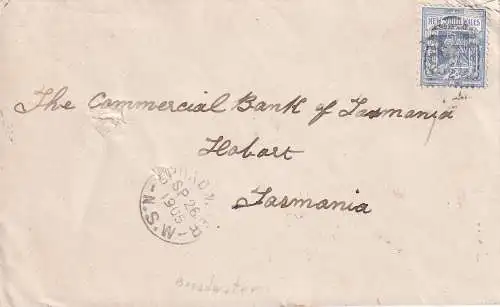 NEW SOUTH WALES
The Commercial Bank of Tasmania
Hobart
Tasmania
SP 26
1905
N.S.W